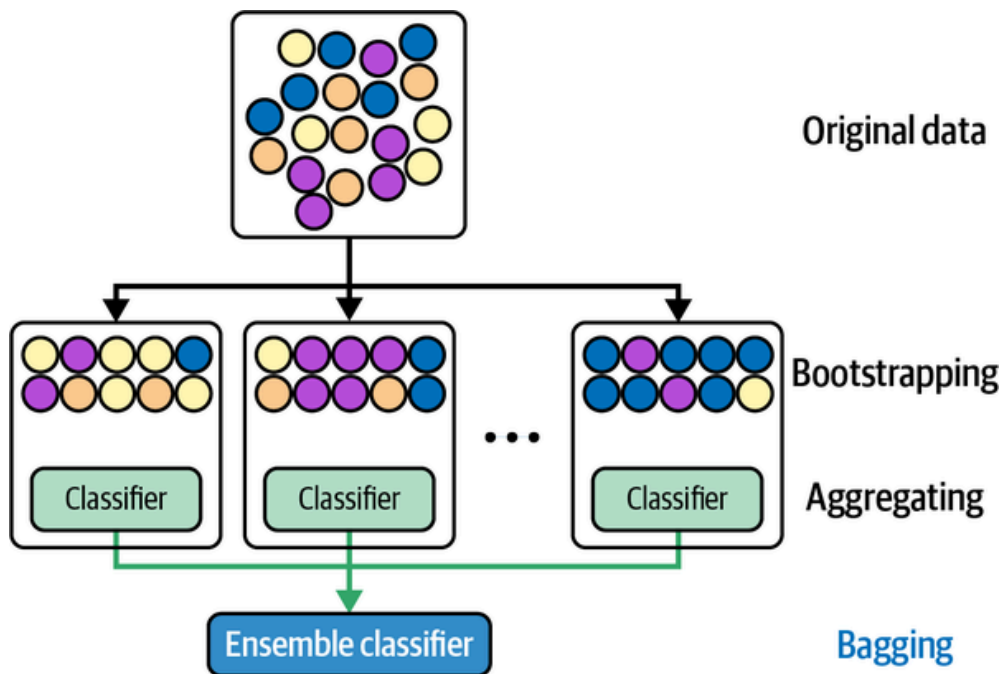 Original data
Bootstrapping
Classifier
Classifier
Classifier
Aggregating
Ensemble classifier
Bagging